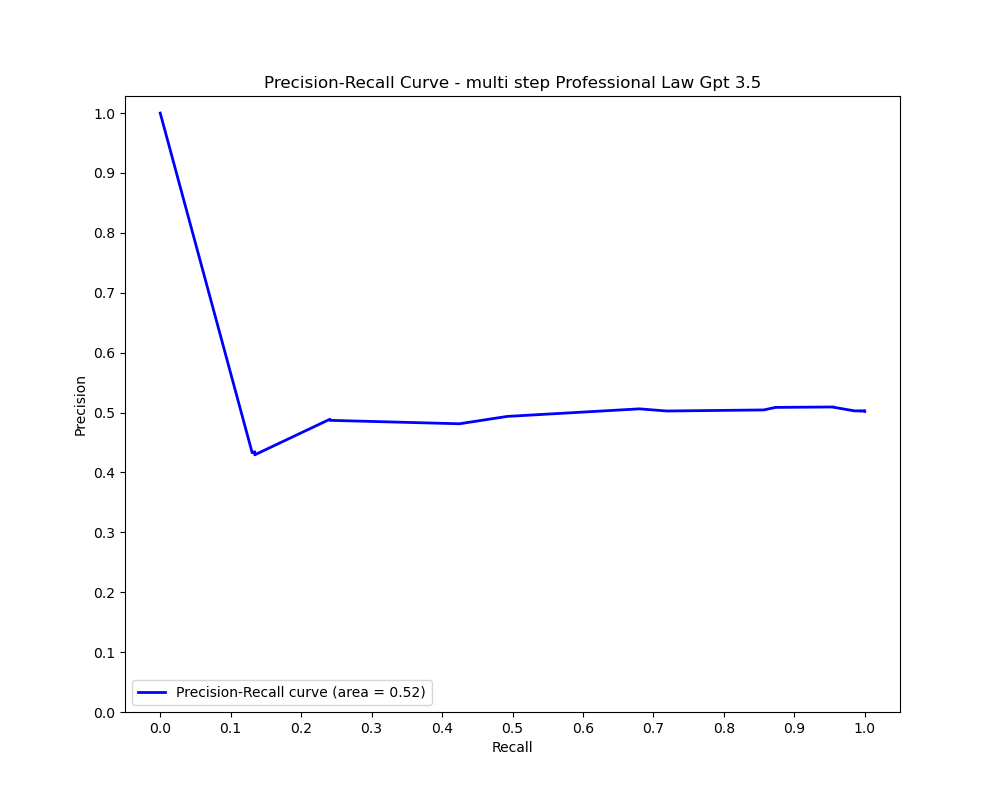 Precision-Recall Curve - multi step Professional Law Gpt 3.5
1.0
0.9
0.8
0.7
0.6
0.5
0.4
0.3
0.2
0.1
0.0
Precision
Precision-Recall curve (area = 0.52)
0.0 0.1 0.2 0.3 0.4 0.5 0.6 0.7 0.8 0.9 1.0
Recall